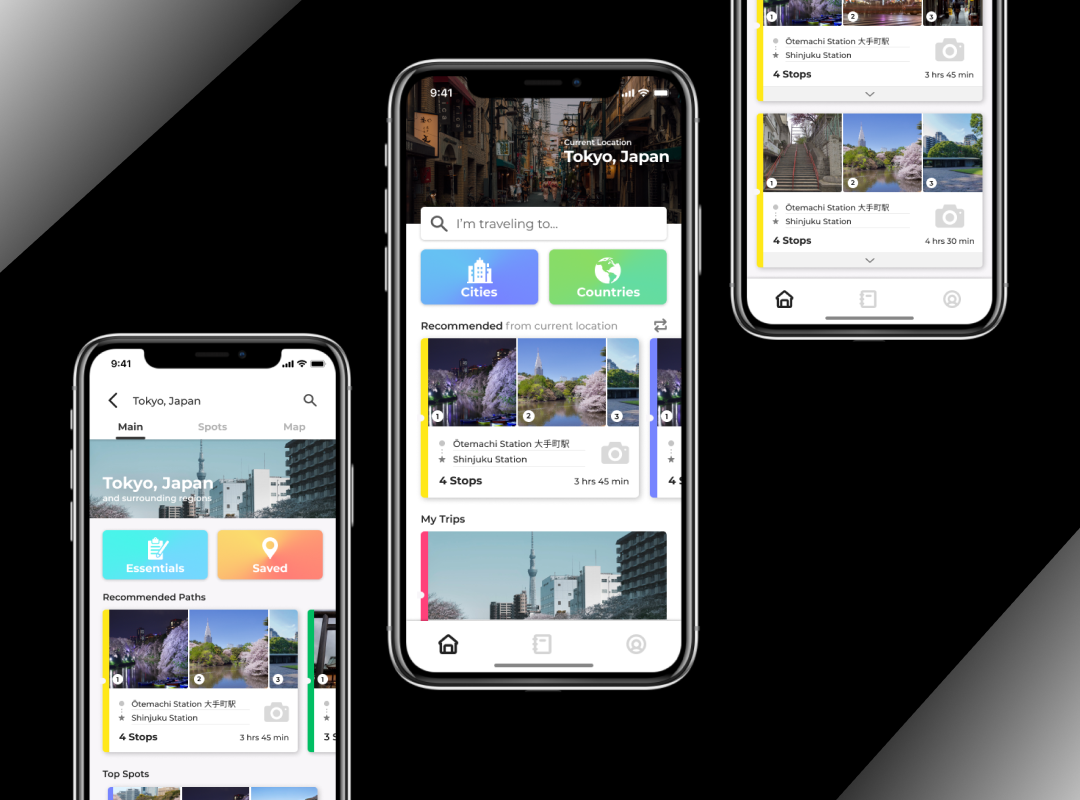 9:41
Tokyo, Japan
Main
Spots
Map
Tokyo, Japan
and surrounding regions
Essentials
Saved
Recommended Paths
1
2
3
1
Ōtemachi Station 大手町駅
Shinjuku Station
4 Stops
3 hrs 45 min
3 S
Top Spots
9:41
Current Location
Tokyo, Japan
I'm traveling to...
Cities
Countries
Recommended from current location
1
2
3
1
Ōtemachi Station 大手町駅
Shinjuku Station
4 Stops
3 hrs 45 min
4 S
My Trips
1
2
3
Ōtemachi Station 大手町駅
Shinjuku Station
4 Stops
3 hrs 45 min
1
2
3
Ōtemachi Station 大手町駅
Shinjuku Station
4 Stops
4 hrs 30 min